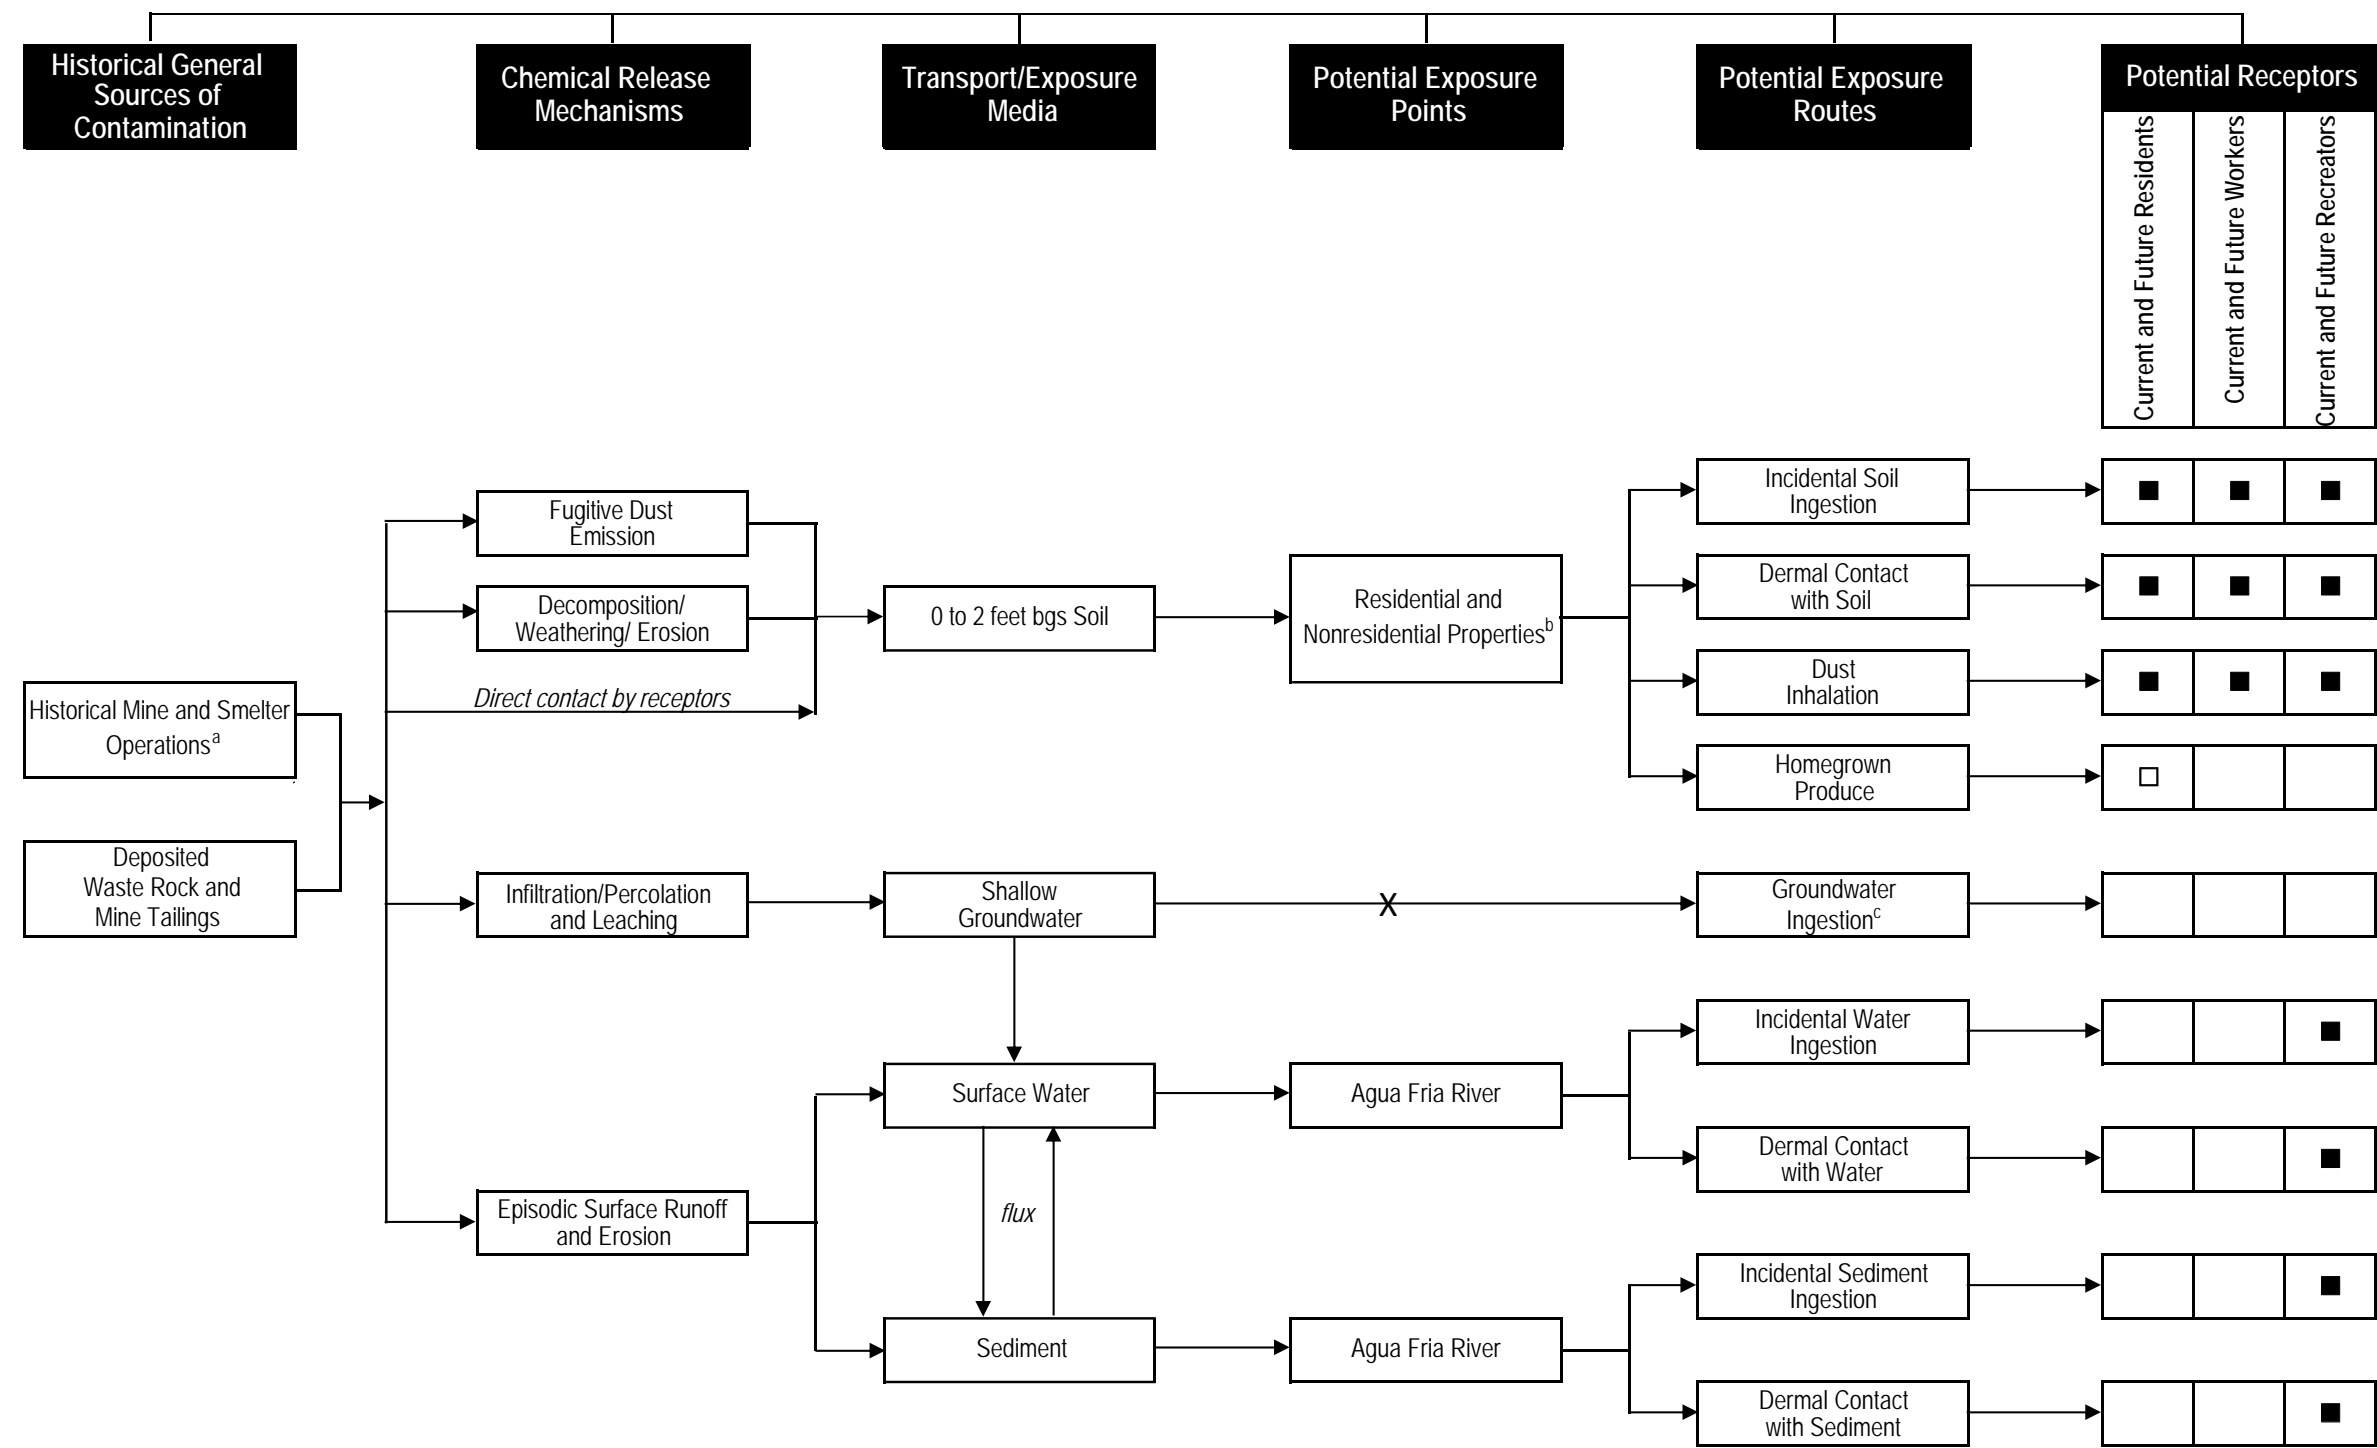 Historical General
Sources of
Contamination
Chemical Release
Mechanisms
Transport/Exposure
Media
Potential Exposure
Points
Potential Exposure
Routes
Potential Receptors
Current and Future Residents
Current and Future Workers
Current and Future Recreators
Historical Mine and Smelter
Operationsᵃ
Deposited
Waste Rock and
Mine Tailings
Fugitive Dust
Emission
Decomposition/
Weathering/ Erosion
Direct contact by receptors
Infiltration/Percolation
and Leaching
Episodic Surface Runoff
and Erosion
0 to 2 feet bgs Soil
Shallow
Groundwater
Surface Water
flux
Sediment
Residential and
Nonresidential Propertiesᵇ
X
Agua Fria River
Agua Fria River
Incidental Soil
Ingestion
Dermal Contact
with Soil
Dust
Inhalation
Homegrown
Produce
Groundwater
Ingestionᶜ
Incidental Water
Ingestion
Dermal Contact
with Water
Incidental Sediment
Ingestion
Dermal Contact
with Sediment